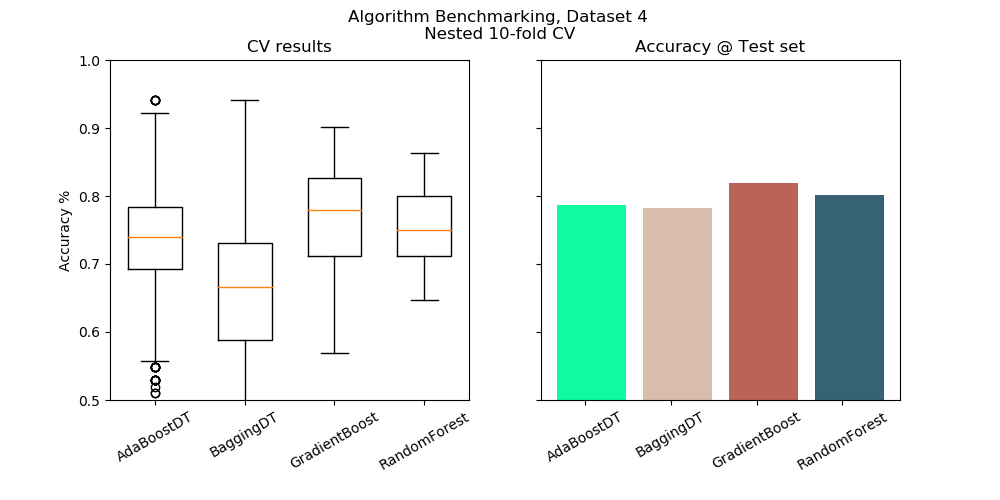 Algorithm Benchmarking, Dataset 4
Nested 10-fold CV
CV results
Accuracy %
1.0
0.9
0.8
0.7
0.6
0.5
AdaBoostDT
BaggingDT
GradientBoost
RandomForest
Accuracy @ Test set
AdaBoostDT
BaggingDT
GradientBoost
RandomForest